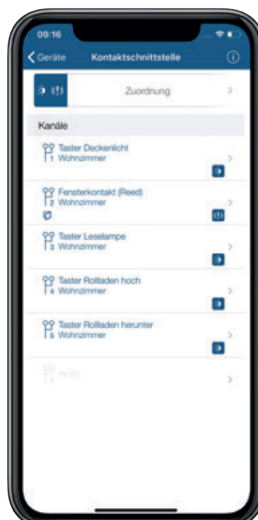 09:16
Geräte
Kontaktschnittstelle
Zuordnung
Kanäle
Taster Deckenlicht
1 Wohnzimmer
Fensterkontakt (Reed)
2 Wohnzimmer
Taster Leselampe
3 Wohnzimmer
Taster Rollladen hoch
4 Wohnzimmer
Taster Rollladen herunter
5 Wohnzimmer